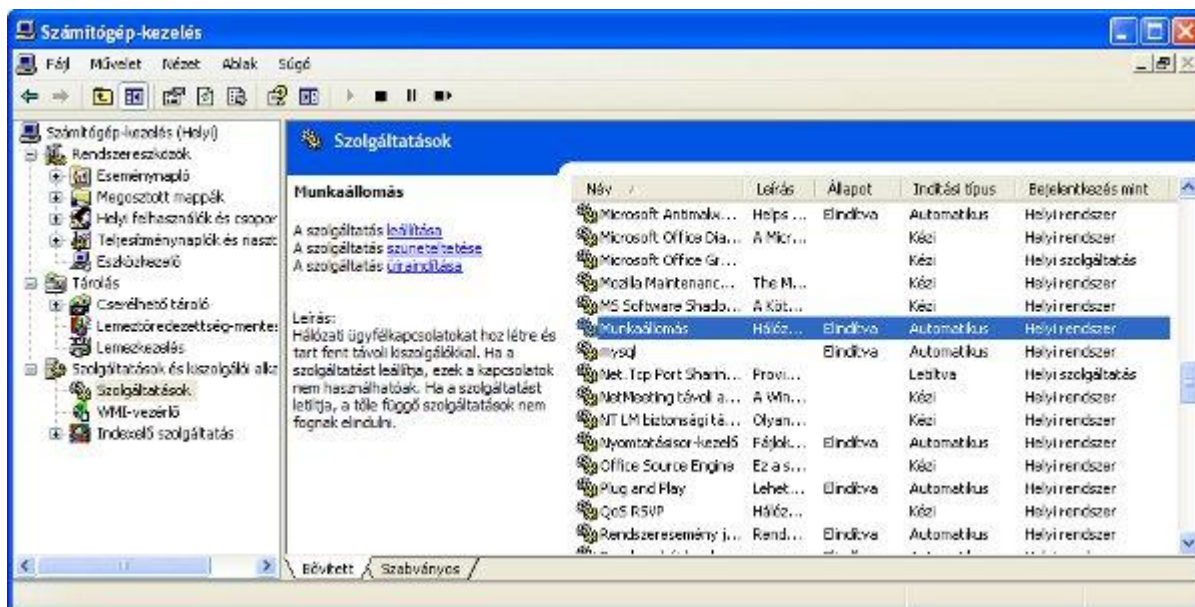 Számítógép-kezelés
Fájl Művelet Nézet Ablak Súgó
Számítógép-kezelés (Helyi)
Rendszereszközök
Eseménynapló
Megosztott mappák
Helyi felhasználók és csopor
Teljesítménynaplók és riaszt
Eszközkezelő
Tárolás
Cserélhető tároló
Lemeztöredezettség-mentes
Lemezkezelés
Szolgáltatások és kiszolgálói alka
Szolgáltatások
WMI-vezérlő
Indexelő szolgáltatás
Szolgáltatások
Munkaállomás
A szolgáltatás leállítása
A szolgáltatás szüneteltetése
A szolgáltatás újraindítása
Leírás:
Hálózati ügyfélkapcsolatokat hoz létre és
tart fent távoli kiszolgálókkal. Ha a
szolgáltatást leállítja, ezek a kapcsolatok
nem használhatóak. Ha a szolgáltatást
letiltja, a tőle függő szolgáltatások nem
fognak elindulni.
Név Leírás Állapot Indítási típus Bejelentkezés mint
Microsoft Antimalw... Helps ... Elindítva Automatikus Helyi rendszer
Microsoft Office Dia... A Micr... Kézi Helyi rendszer
Microsoft Office Gr... Kézi Helyi szolgáltatás
Mozilla Maintenanc... The M... Kézi Helyi rendszer
MS Software Shado... A Köt... Kézi Helyi rendszer
Munkaállomás Hálóz... Elindítva Automatikus Helyi rendszer
mysql Elindítva Automatikus Helyi rendszer
Net.Tcp Port Sharin... Provi... Letiltva Helyi szolgáltatás
NetMeeting távoli a... A Win... Kézi Helyi rendszer
NT LM biztonsági tá... Olyan... Kézi Helyi rendszer
Nyomtatásisor-kezelő Fájlok... Elindítva Automatikus Helyi rendszer
Office Source Engine Ez a s... Kézi Helyi rendszer
Plug and Play Lehet... Elindítva Automatikus Helyi rendszer
QoS RSVP Hálóz... Kézi Helyi rendszer
Rendszeresemény j... Rend... Elindítva Automatikus Helyi rendszer
Bővített Szabványos